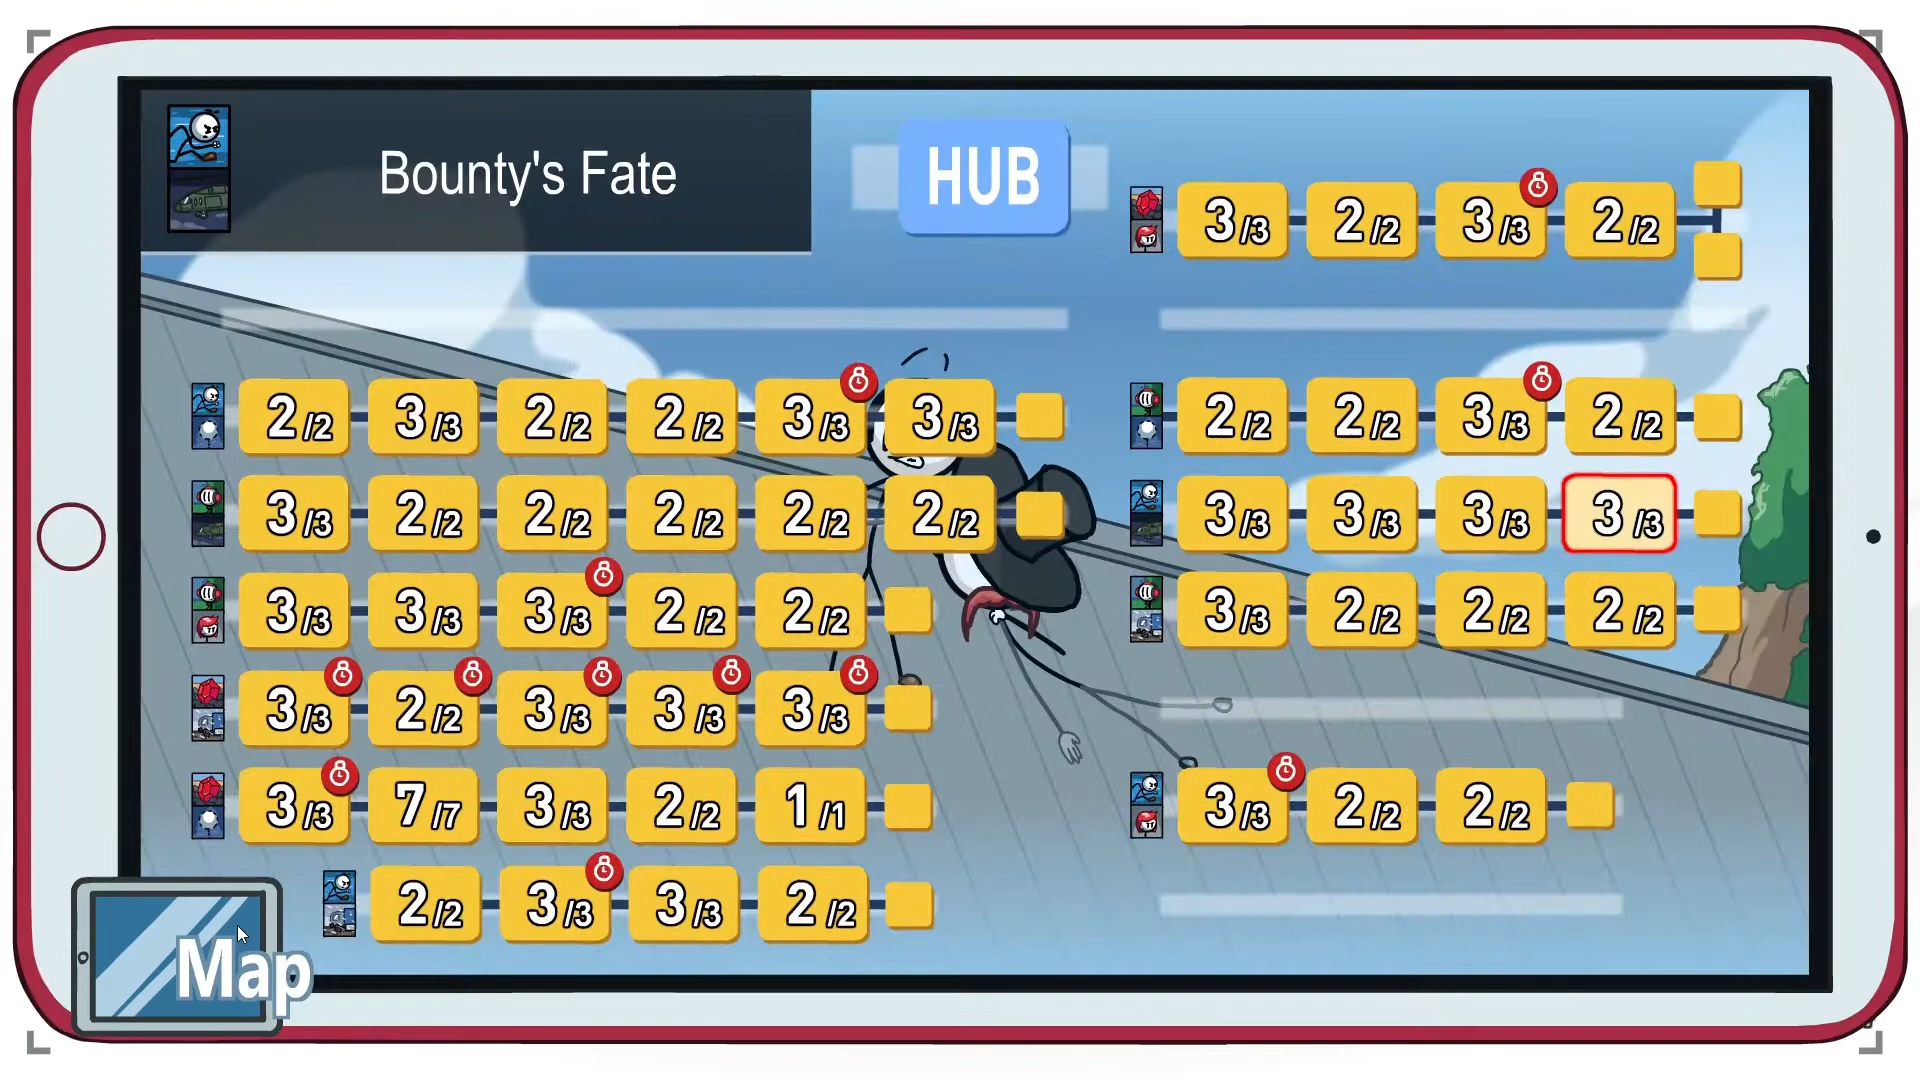 Bounty's Fate
HUB
3/3 2/2 3/3 2/2
2/2 3/3 2/2 2/2 3/3 3/3
2/2 2/2 3/3 2/2
3/3 2/2 2/2 2/2 2/2 2/2
3/3 3/3 3/3 3/3
3/3 3/3 3/3 2/2 2/2
3/3 2/2 2/2 2/2
3/3 2/2 3/3 3/3 3/3
3/3 7/7 3/3 2/2 1/1
3/3 2/2 2/2
2/2 3/3 3/3 2/2
Map